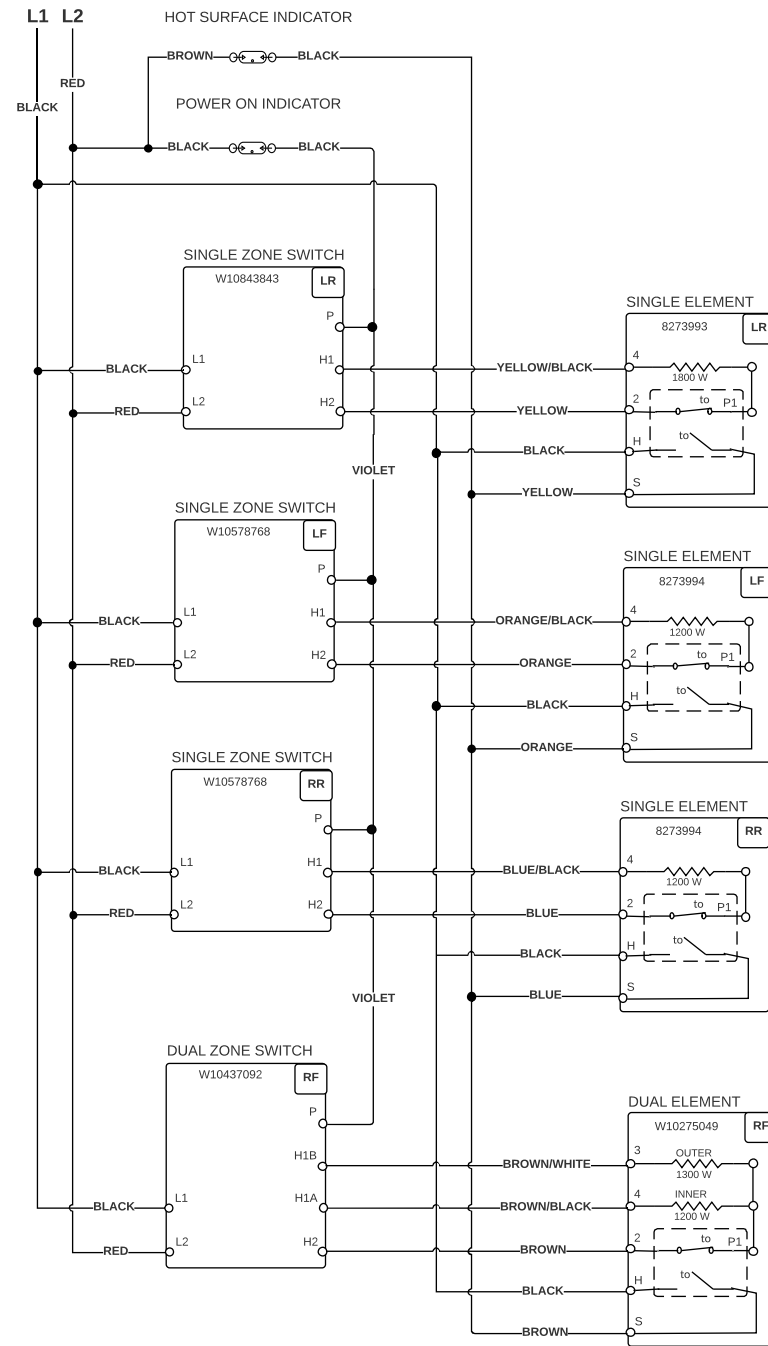 L1 L2
HOT SURFACE INDICATOR
BROWN BLACK
RED
BLACK
POWER ON INDICATOR
BLACK BLACK
SINGLE ZONE SWITCH
W10843843 LR
P
L1 H1
BLACK
L2 H2
RED
VIOLET
SINGLE ELEMENT
8273993 LR
4
YELLOW/BLACK
1800 W
2 to P1
YELLOW
H to
BLACK
S
YELLOW
SINGLE ZONE SWITCH
W10578768 LF
P
L1 H1
BLACK
L2 H2
RED
SINGLE ELEMENT
8273994 LF
4
ORANGE/BLACK
1200 W
2 to P1
ORANGE
H to
BLACK
S
ORANGE
SINGLE ZONE SWITCH
W10578768 RR
P
L1 H1
BLACK
L2 H2
RED
VIOLET
SINGLE ELEMENT
8273994 RR
4
BLUE/BLACK
1200 W
2 to P1
BLUE
H to
BLACK
S
BLUE
DUAL ZONE SWITCH
W10437092 RF
P
H1B
L1 H1A
BLACK
L2 H2
RED
DUAL ELEMENT
W10275049 RF
3 OUTER
BROWN/WHITE
1300 W
4 INNER
BROWN/BLACK
1200 W
2 to P1
BROWN
H to
BLACK
S
BROWN